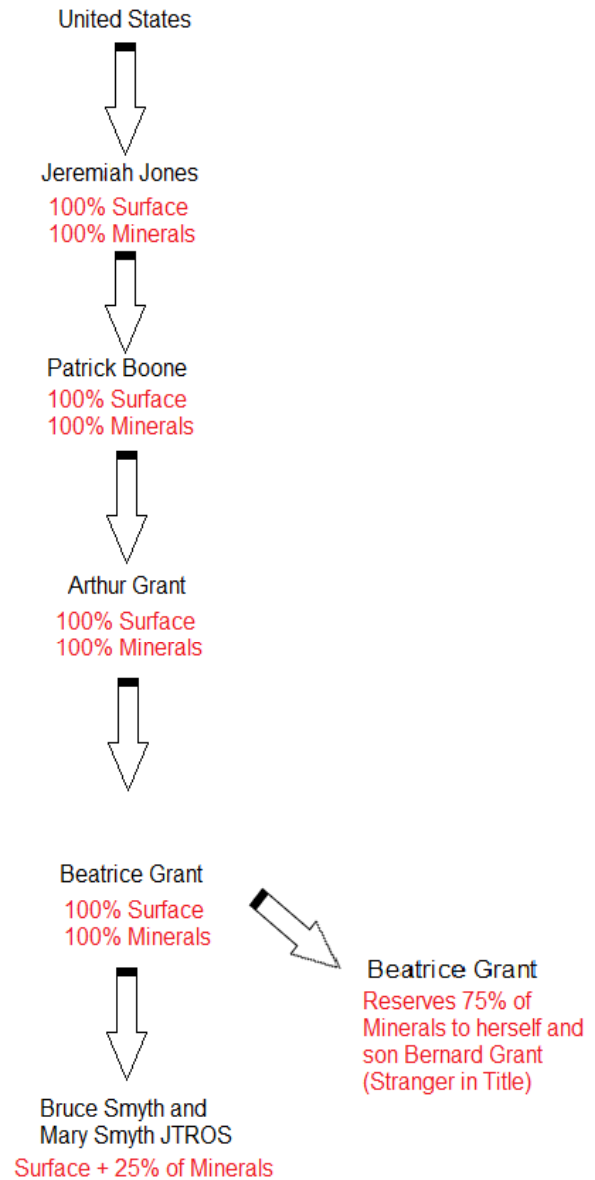 United States
Jeremiah Jones
100% Surface
100% Minerals
Patrick Boone
100% Surface
100% Minerals
Arthur Grant
100% Surface
100% Minerals
Beatrice Grant
100% Surface
100% Minerals
Beatrice Grant
Reserves 75% of
Minerals to herself and
son Bernard Grant
(Stranger in Title)
Bruce Smyth and
Mary Smyth JTROS
Surface + 25% of Minerals